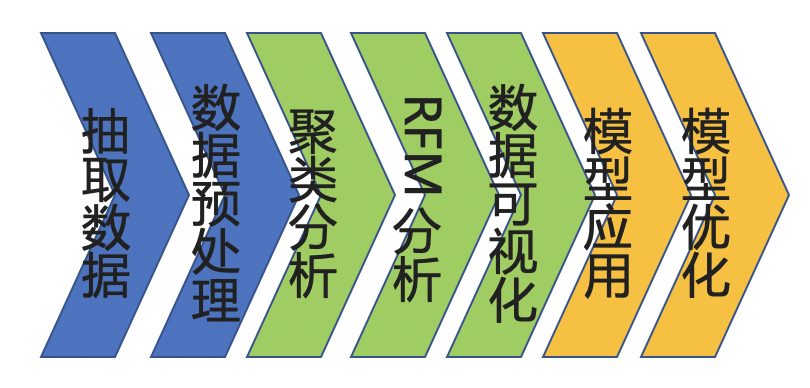 抽取数据
数据预处理
聚类分析
RFM分析
数据可视化
模型应用
模型优化